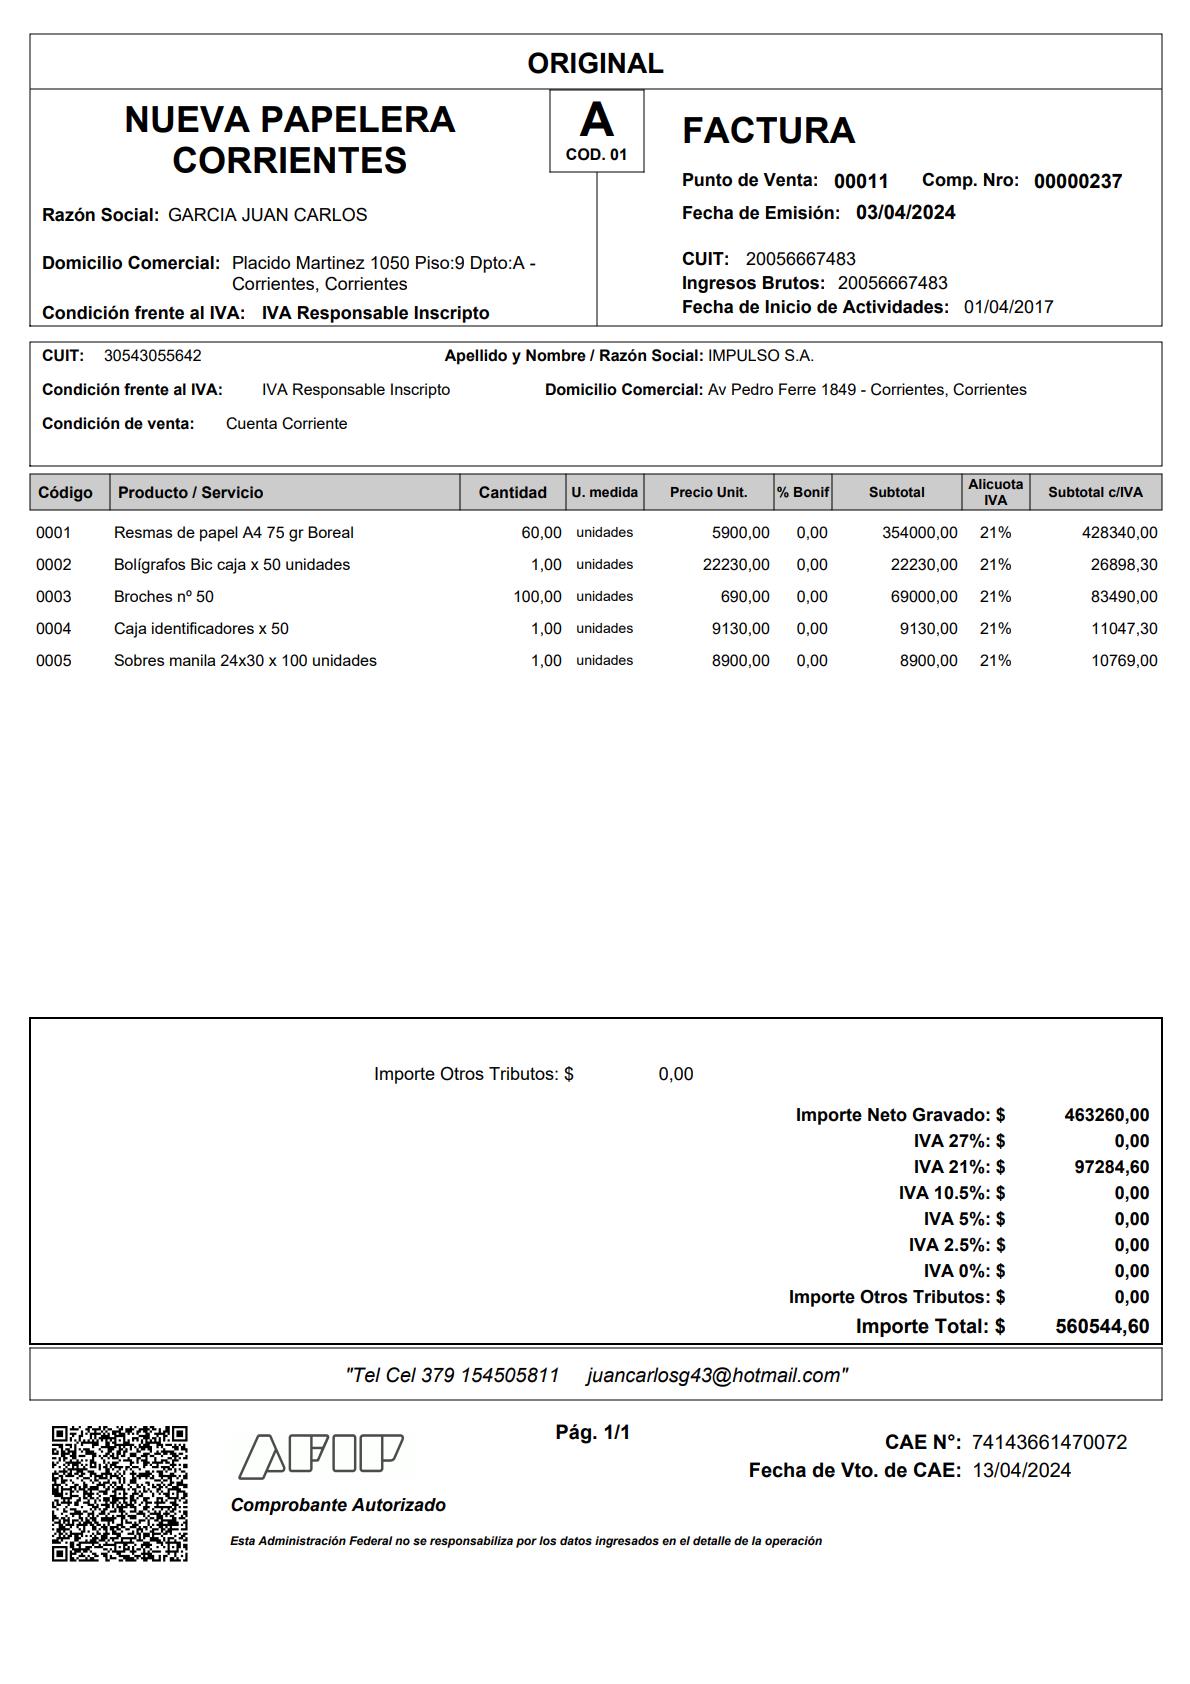 ORIGINAL
NUEVA PAPELERA
CORRIENTES
A
COD. 01
FACTURA
Punto de Venta: 00011 Comp. Nro: 00000237
Fecha de Emisión: 03/04/2024
Razón Social: GARCIA JUAN CARLOS
Domicilio Comercial: Placido Martinez 1050 Piso:9 Dpto:A -
Corrientes, Corrientes
Condición frente al IVA: IVA Responsable Inscripto
CUIT: 20056667483
Ingresos Brutos: 20056667483
Fecha de Inicio de Actividades: 01/04/2017
CUIT: 30543055642 Apellido y Nombre / Razón Social: IMPULSO S.A.
Condición frente al IVA: IVA Responsable Inscripto Domicilio Comercial: Av Pedro Ferre 1849 - Corrientes, Corrientes
Condición de venta: Cuenta Corriente
Código Producto / Servicio Cantidad U. medida Precio Unit. % Bonif Subtotal Alicuota IVA Subtotal c/IVA
0001 Resmas de papel A4 75 gr Boreal 60,00 unidades 5900,00 0,00 354000,00 21% 428340,00
0002 Bolígrafos Bic caja x 50 unidades 1,00 unidades 22230,00 0,00 22230,00 21% 26898,30
0003 Broches nº 50 100,00 unidades 690,00 0,00 69000,00 21% 83490,00
0004 Caja identificadores x 50 1,00 unidades 9130,00 0,00 9130,00 21% 11047,30
0005 Sobres manila 24x30 x 100 unidades 1,00 unidades 8900,00 0,00 8900,00 21% 10769,00
Importe Otros Tributos: $ 0,00
Importe Neto Gravado: $ 463260,00
IVA 27%: $ 0,00
IVA 21%: $ 97284,60
IVA 10.5%: $ 0,00
IVA 5%: $ 0,00
IVA 2.5%: $ 0,00
IVA 0%: $ 0,00
Importe Otros Tributos: $ 0,00
Importe Total: $ 560544,60
"Tel Cel 379 154505811 juancarlosg43@hotmail.com"
AFIP
Pág. 1/1
CAE N°: 74143661470072
Fecha de Vto. de CAE: 13/04/2024
Comprobante Autorizado
Esta Administración Federal no se responsabiliza por los datos ingresados en el detalle de la operación